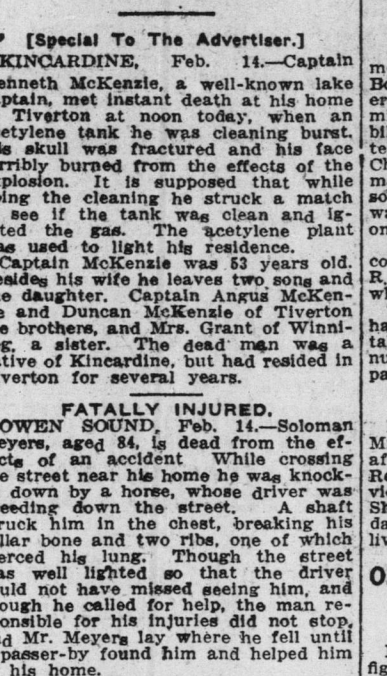 [Special To The Advertiser.]
KINCARDINE, Feb. 14.—Captain
enneth McKenzie, a well-known lake
ptain, met instant death at his home
Tiverton at noon today, when an
etylene tank he was cleaning burst.
is skull was fractured and his face
rribly burned from the effects of the
plosion. It is supposed that while
ing the cleaning he struck a match
see if the tank was clean and ig-
ted the gas. The acetylene plant
as used to light his residence.
Captain McKenzie was 53 years old.
esides his wife he leaves two sons and
e daughter. Captain Angus McKen-
e and Duncan McKenzie of Tiverton
e brothers, and Mrs. Grant of Winni-
g, a sister. The dead man was a
tive of Kincardine, but had resided in
verton for several years.
FATALLY INJURED.
OWEN SOUND, Feb. 14.—Soloman
eyers, aged 84, is dead from the ef-
cts of an accident While crossing
e street near his home he was knock-
down by a horse, whose driver was
eeding down the street. A shaft
ruck him in the chest, breaking his
llar bone and two ribs, one of which
erced his lung. Though the street
as well lighted so that the driver
uld not have missed seeing him, and
ough he called for help, the man re-
onsible for his injuries did not stop,
d Mr. Meyers lay where he fell until
passer-by found him and helped him
his home.